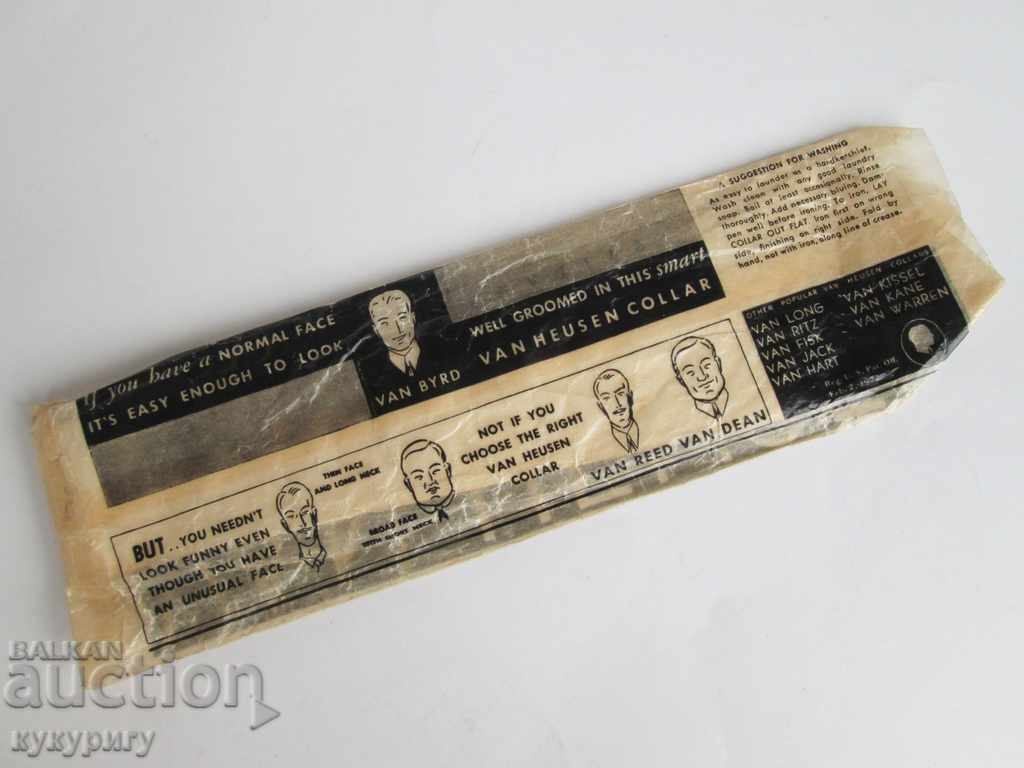 If you have a NORMAL FACE
IT'S EASY ENOUGH TO LOOK
VAN BYRD
WELL GROOMED IN THIS smart
VAN HEUSEN COLLAR
A SUGGESTION FOR WASHING
As easy to launder as a handkerchief.
Wash clean with any good laundry
soap. Boil at least occasionally. Rinse
thoroughly. Add necessary bluing. Dam-
pen well before ironing. To iron, LAY
COLLAR OUT FLAT. Iron first on wrong
side, finishing on right side. Fold by
hand, not with iron, along line of crease.
OTHER POPULAR VAN HEUSEN COLLARS
VAN LONG
VAN RITZ
VAN FISK
VAN JACK
VAN HART
VAN KISSEL
VAN KANE
VAN WARREN
BUT..YOU NEEDN'T
LOOK FUNNY EVEN
THOUGH YOU HAVE
AN UNUSUAL FACE
THIN FACE
AND LONG NECK
BROAD FACE
WITH SHORT NECK
NOT IF YOU
CHOOSE THE RIGHT
VAN HEUSEN
COLLAR
VAN REED
VAN DEAN
BALKAN
auction
кукуригу